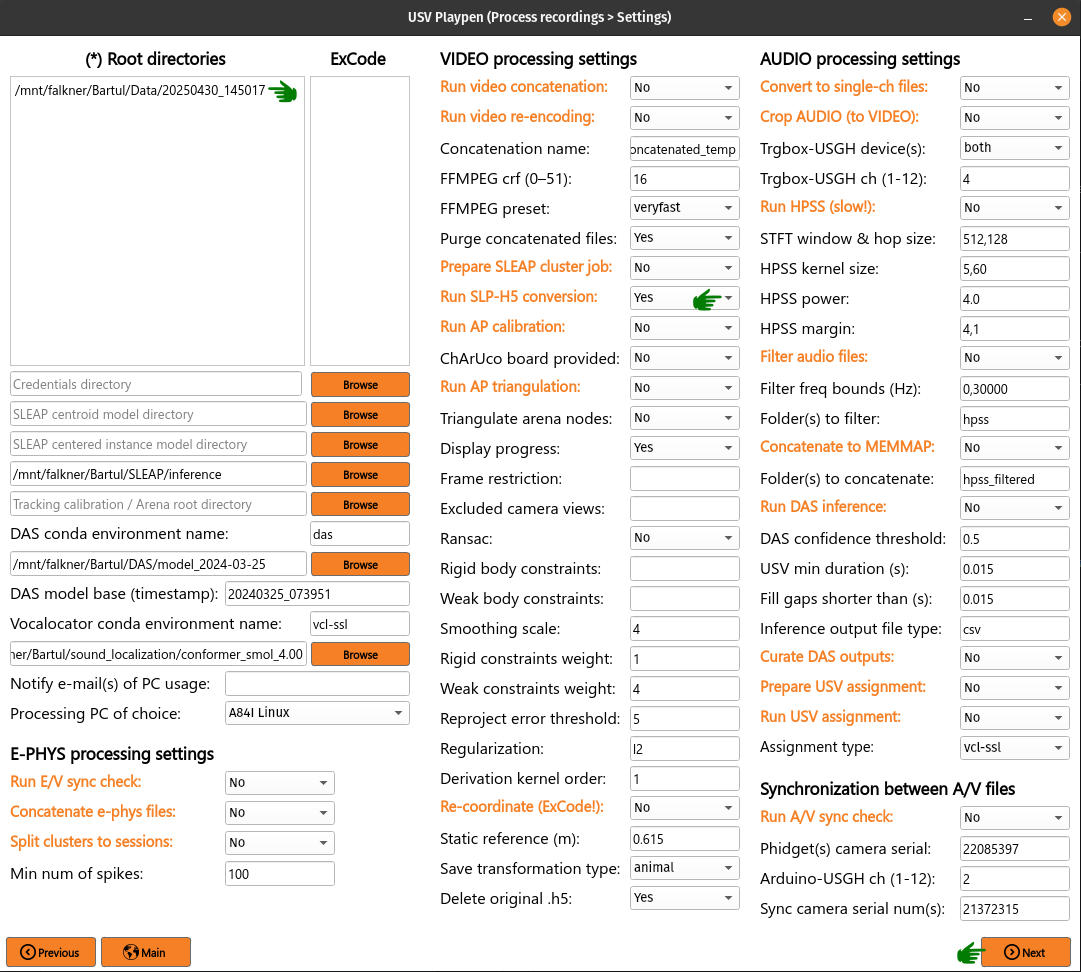 USV Playpen (Process recordings > Settings)
(*) Root directories
ExCode
/mnt/falkner/Bartul/Data/20250430_145017
Credentials directory
Browse
SLEAP centroid model directory
Browse
SLEAP centered instance model directory
Browse
/mnt/falkner/Bartul/SLEAP/inference
Browse
Tracking calibration / Arena root directory
Browse
DAS conda environment name:
das
/mnt/falkner/Bartul/DAS/model_2024-03-25
Browse
DAS model base (timestamp):
20240325_073951
Vocalocator conda environment name:
vcl-ssl
ner/Bartul/sound_localization/conformer_smol_4.00
Browse
Notify e-mail(s) of PC usage:
Processing PC of choice:
A84I Linux
E-PHYS processing settings
Run E/V sync check:
No
Concatenate e-phys files:
No
Split clusters to sessions:
No
Min num of spikes:
100
VIDEO processing settings
Run video concatenation:
No
Run video re-encoding:
No
Concatenation name:
oncatenated_temp
FFMPEG crf (0–51):
16
FFMPEG preset:
veryfast
Purge concatenated files:
Yes
Prepare SLEAP cluster job:
No
Run SLP-H5 conversion:
Yes
Run AP calibration:
No
ChArUco board provided:
No
Run AP triangulation:
No
Triangulate arena nodes:
No
Display progress:
Yes
Frame restriction:
Excluded camera views:
Ransac:
No
Rigid body constraints:
Weak body constraints:
Smoothing scale:
4
Rigid constraints weight:
1
Weak constraints weight:
4
Reproject error threshold:
5
Regularization:
l2
Derivation kernel order:
1
Re-coordinate (ExCode!):
No
Static reference (m):
0.615
Save transformation type:
animal
Delete original .h5:
Yes
AUDIO processing settings
Convert to single-ch files:
No
Crop AUDIO (to VIDEO):
No
Trgbox-USGH device(s):
both
Trgbox-USGH ch (1-12):
4
Run HPSS (slow!):
No
STFT window & hop size:
512,128
HPSS kernel size:
5,60
HPSS power:
4.0
HPSS margin:
4,1
Filter audio files:
No
Filter freq bounds (Hz):
0,30000
Folder(s) to filter:
hpss
Concatenate to MEMMAP:
No
Folder(s) to concatenate:
hpss_filtered
Run DAS inference:
No
DAS confidence threshold:
0.5
USV min duration (s):
0.015
Fill gaps shorter than (s):
0.015
Inference output file type:
csv
Curate DAS outputs:
No
Prepare USV assignment:
No
Run USV assignment:
No
Assignment type:
vcl-ssl
Synchronization between A/V files
Run A/V sync check:
No
Phidget(s) camera serial:
22085397
Arduino-USGH ch (1-12):
2
Sync camera serial num(s):
21372315
Previous
Main
Next